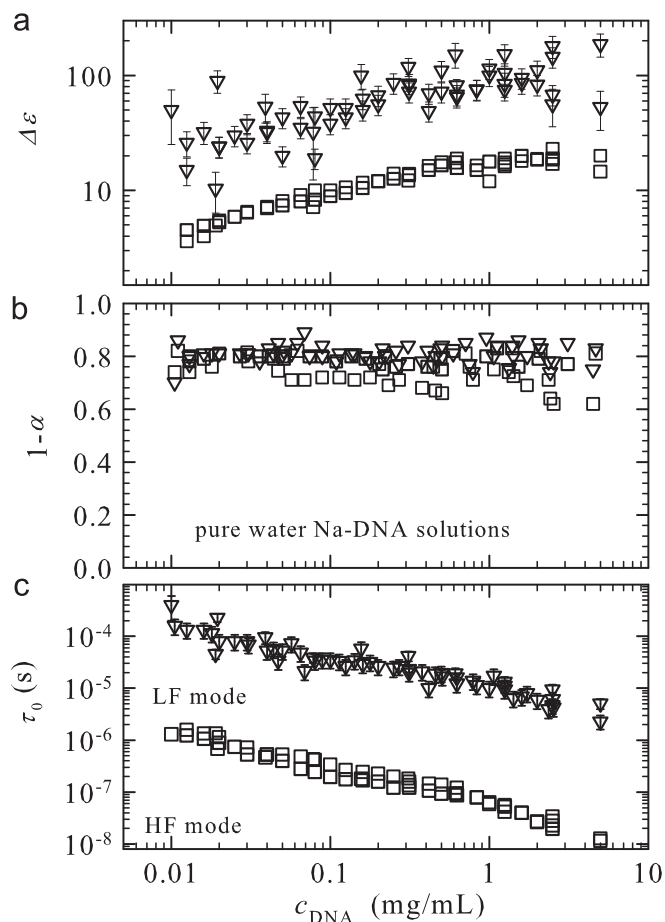 a
100
10
Δε
b
1.0
0.8
0.6
0.4
0.2
0.0
1-α
pure water Na-DNA solutions
c
10⁻⁴
10⁻⁵
10⁻⁶
10⁻⁷
10⁻⁸
τ₀ (s)
LF mode
HF mode
0.01 0.1 1 10
c_DNA (mg/mL)